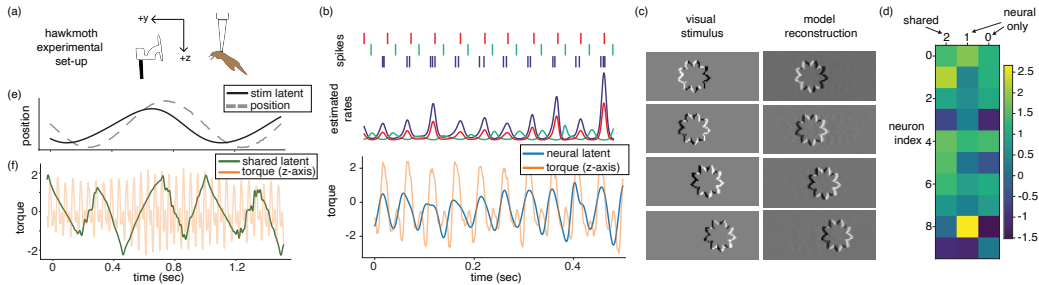 (a)
+y
+z
hawkmoth
experimental
set-up
(e)
stim latent
position
position
(f)
shared latent
torque (z-axis)
torque
2
0
-2
0
0.4
0.8
1.2
time (sec)
(b)
spikes
estimated
rates
neural latent
torque (z-axis)
torque
2
0
-2
0
0.2
0.4
time (sec)
(c)
visual
stimulus
model
reconstruction
(d)
shared
neural
only
2 1 0
0
2
4
6
8
neuron
index
2.5
2.0
1.5
1.0
0.5
0
-0.5
-1.0
-1.5